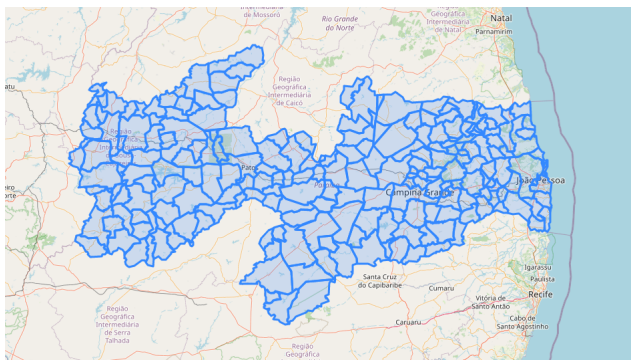 Intermediária
de Mossoró
Rio Grande
do Norte
Geográfica
Intermediária
de Natal
Natal
Parnamirim
Região
Geográfica
Intermediária
de Caicó
Patos
Paraíba
Campina Grande
João Pessoa
Santa Cruz
do Capibaribe
Cumaru
Caruaru
Igarassu
Paulista
Recife
Vitória de
Santo Antão
Cabo de
Santo Agostinho
Região
Geográfica
Intermediária
de Serra
Talhada
Região
Geográfica